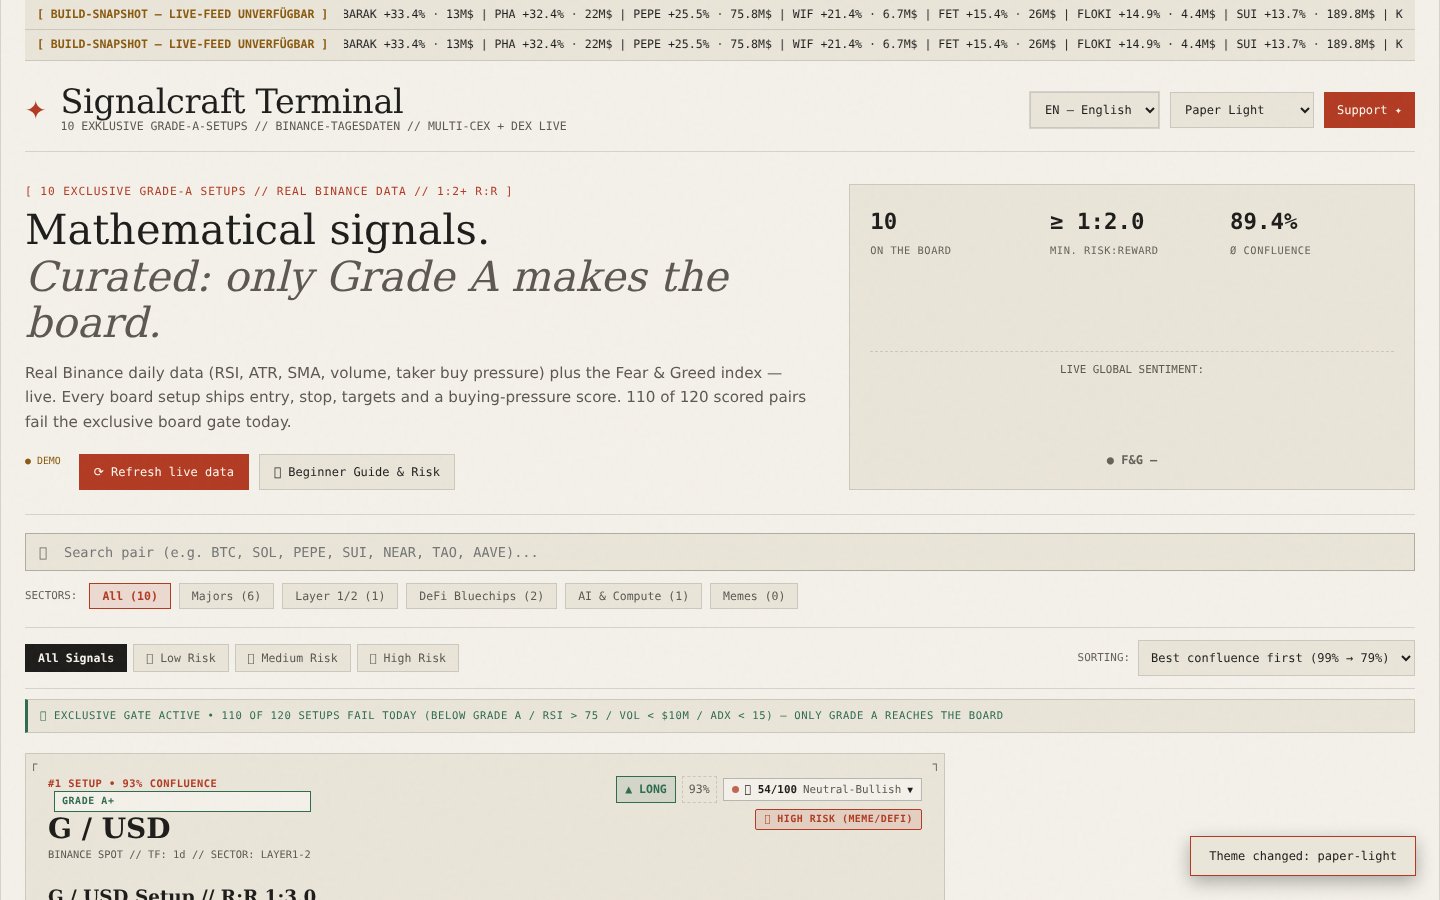 [ BUILD-SNAPSHOT — LIVE-FEED UNVERFÜGBAR ] BARAK +33.4% · 13M$ | PHA +32.4% · 22M$ | PEPE +25.5% · 75.8M$ | WIF +21.4% · 6.7M$ | FET +15.4% · 26M$ | FLOKI +14.9% · 4.4M$ | SUI +13.7% · 189.8M$ | K
[ BUILD-SNAPSHOT — LIVE-FEED UNVERFÜGBAR ] BARAK +33.4% · 13M$ | PHA +32.4% · 22M$ | PEPE +25.5% · 75.8M$ | WIF +21.4% · 6.7M$ | FET +15.4% · 26M$ | FLOKI +14.9% · 4.4M$ | SUI +13.7% · 189.8M$ | K
✦ Signalcraft Terminal
10 EXKLUSIVE GRADE-A-SETUPS // BINANCE-TAGESDATEN // MULTI-CEX + DEX LIVE
EN — English
Paper Light
Support ✦
[ 10 EXCLUSIVE GRADE-A SETUPS // REAL BINANCE DATA // 1:2+ R:R ]
Mathematical signals.
Curated: only Grade A makes the
board.
Real Binance daily data (RSI, ATR, SMA, volume, taker buy pressure) plus the Fear & Greed index —
live. Every board setup ships entry, stop, targets and a buying-pressure score. 110 of 120 scored pairs
fail the exclusive board gate today.
● DEMO
⟳ Refresh live data
Beginner Guide & Risk
10
ON THE BOARD
≥ 1:2.0
MIN. RISK:REWARD
89.4%
Ø CONFLUENCE
LIVE GLOBAL SENTIMENT:
● F&G —
Search pair (e.g. BTC, SOL, PEPE, SUI, NEAR, TAO, AAVE)...
SECTORS: All (10) Majors (6) Layer 1/2 (1) DeFi Bluechips (2) AI & Compute (1) Memes (0)
All Signals Low Risk Medium Risk High Risk
SORTING: Best confluence first (99% → 79%)
EXCLUSIVE GATE ACTIVE • 110 OF 120 SETUPS FAIL TODAY (BELOW GRADE A / RSI > 75 / VOL < $10M / ADX < 15) — ONLY GRADE A REACHES THE BOARD
#1 SETUP • 93% CONFLUENCE
GRADE A+
G / USD
BINANCE SPOT // TF: 1d // SECTOR: LAYER1-2
▲ LONG 93% ● 54/100 Neutral-Bullish ▼
HIGH RISK (MEME/DEFI)
G / USD Setup // R:R 1:3.0
Theme changed: paper-light